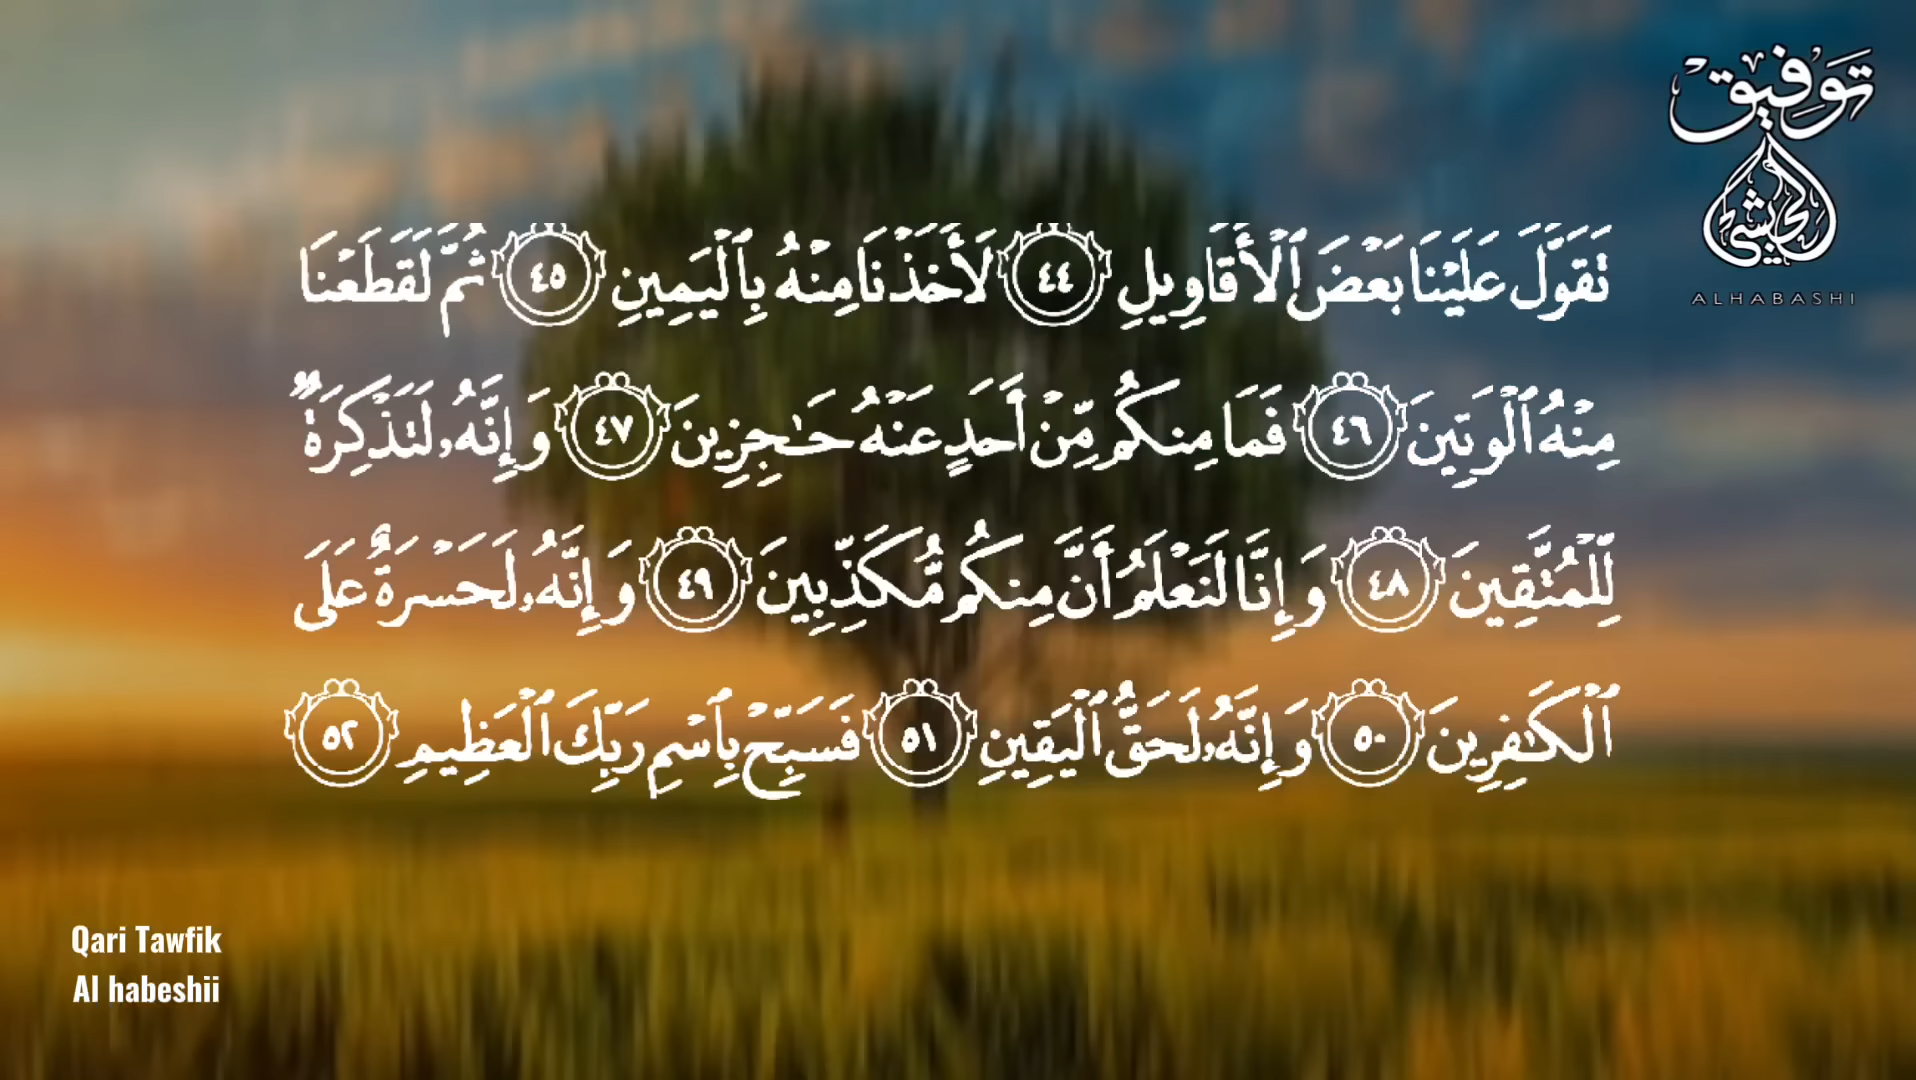 توفيق
الحبشي
ALHABASHI
تَقَوَّلَ عَلَيْنَا بَعْضَ ٱلْأَقَاوِيلِ ٤٤ لَأَخَذْنَا مِنْهُ بِٱلْيَمِينِ ٤٥ ثُمَّ لَقَطَعْنَا
مِنْهُ ٱلْوَتِينَ ٤٦ فَمَا مِنكُم مِّنْ أَحَدٍ عَنْهُ حَـٰجِزِينَ ٤٧ وَإِنَّهُۥ لَتَذْكِرَةٌ
لِّلْمُتَّقِينَ ٤٨ وَإِنَّا لَنَعْلَمُ أَنَّ مِنكُم مُّكَذِّبِينَ ٤٩ وَإِنَّهُۥ لَحَسْرَةٌ عَلَى
ٱلْكَـٰفِرِينَ ٥٠ وَإِنَّهُۥ لَحَقُّ ٱلْيَقِينِ ٥١ فَسَبِّحْ بِٱسْمِ رَبِّكَ ٱلْعَظِيمِ ٥٢
Qari Tawfik
Al habeshii